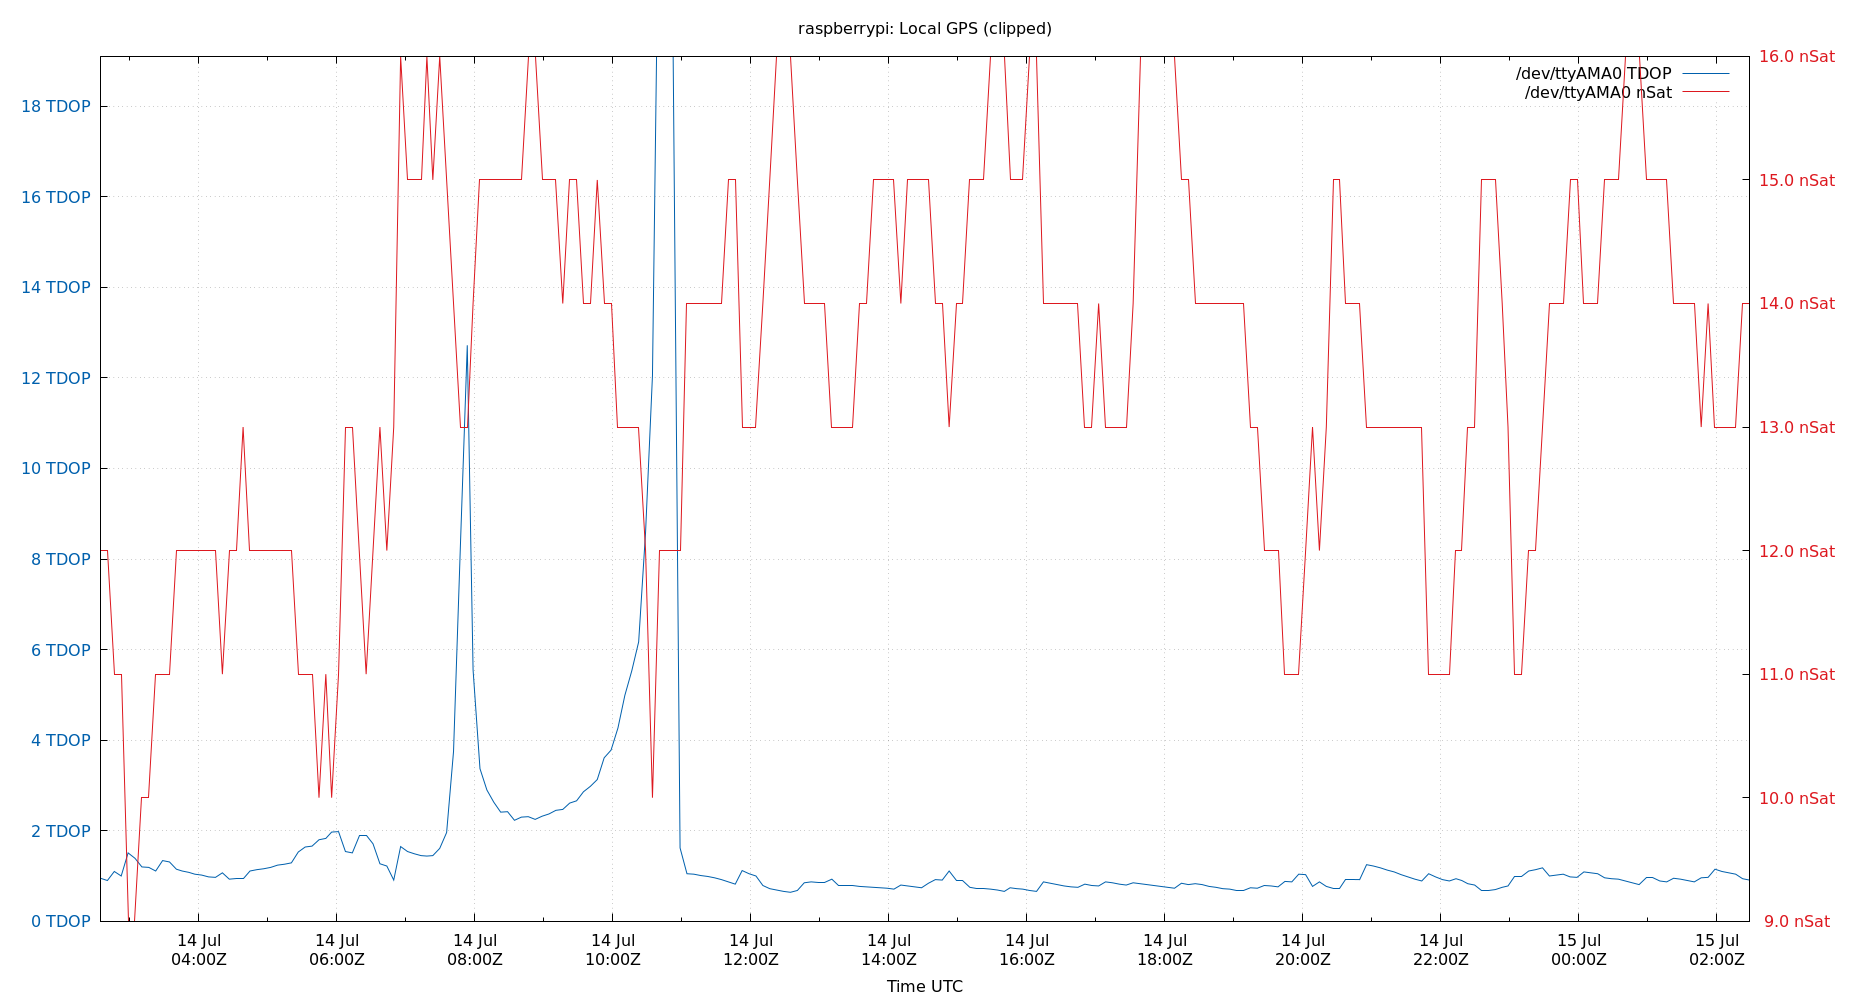 raspberrypi: Local GPS (clipped)
/dev/ttyAMA0 TDOP
/dev/ttyAMA0 nSat
18 TDOP
16 TDOP
14 TDOP
12 TDOP
10 TDOP
8 TDOP
6 TDOP
4 TDOP
2 TDOP
0 TDOP
16.0 nSat
15.0 nSat
14.0 nSat
13.0 nSat
12.0 nSat
11.0 nSat
10.0 nSat
9.0 nSat
14 Jul 14 Jul 14 Jul 14 Jul 14 Jul 14 Jul 14 Jul 14 Jul 14 Jul 14 Jul 15 Jul 15 Jul
04:00Z 06:00Z 08:00Z 10:00Z 12:00Z 14:00Z 16:00Z 18:00Z 20:00Z 22:00Z 00:00Z 02:00Z
Time UTC